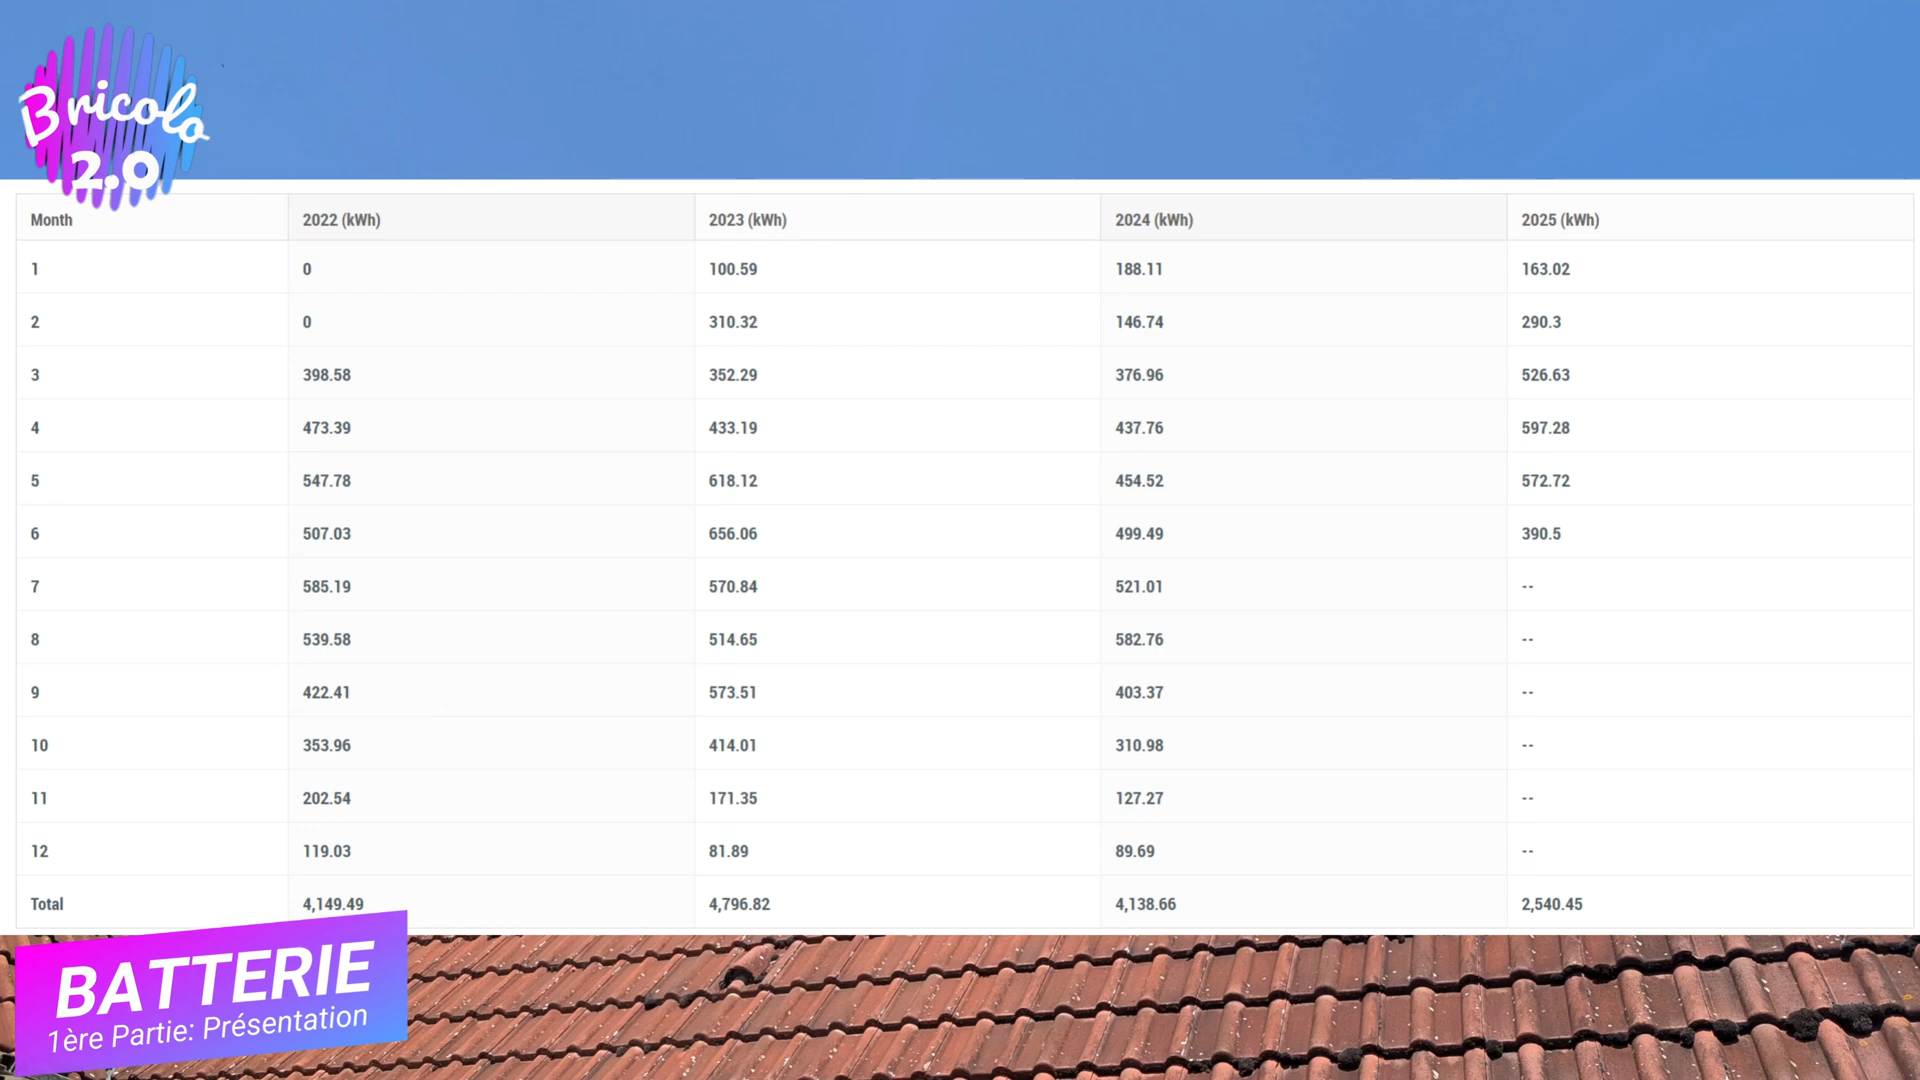 Bricolo
2.0
Month 2022 (kWh) 2023 (kWh) 2024 (kWh) 2025 (kWh)
1 0 100.59 188.11 163.02
2 0 310.32 146.74 290.3
3 398.58 352.29 376.96 526.63
4 473.39 433.19 437.76 597.28
5 547.78 618.12 454.52 572.72
6 507.03 656.06 499.49 390.5
7 585.19 570.84 521.01 --
8 539.58 514.65 582.76 --
9 422.41 573.51 403.37 --
10 353.96 414.01 310.98 --
11 202.54 171.35 127.27 --
12 119.03 81.89 89.69 --
Total 4,149.49 4,796.82 4,138.66 2,540.45
BATTERIE
1ère Partie: Présentation